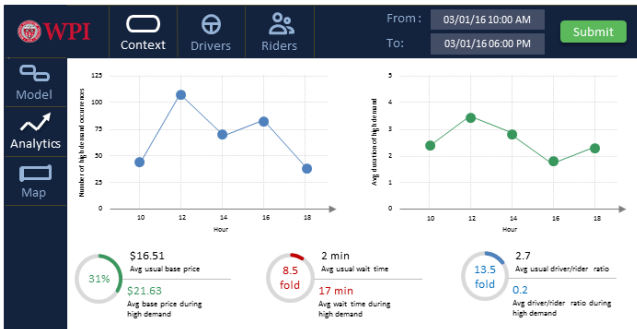 WPI
Context
Drivers
Riders
From :
03/01/16 10:00 AM
To:
03/01/16 06:00 PM
Submit
Model
Analytics
Map
Number of high demand occurrences
125
100
75
50
25
0
10 12 14 16 18
Hour
Avg duration of high demand
5
4
3
2
1
0
10 12 14 16 18
Hour
31%
$16.51
Avg usual base price
$21.63
Avg base price during
high demand
8.5
fold
2 min
Avg usual wait time
17 min
Avg wait time during
high demand
13.5
fold
2.7
Avg usual driver/rider ratio
0.2
Avg driver/rider ratio during
high demand